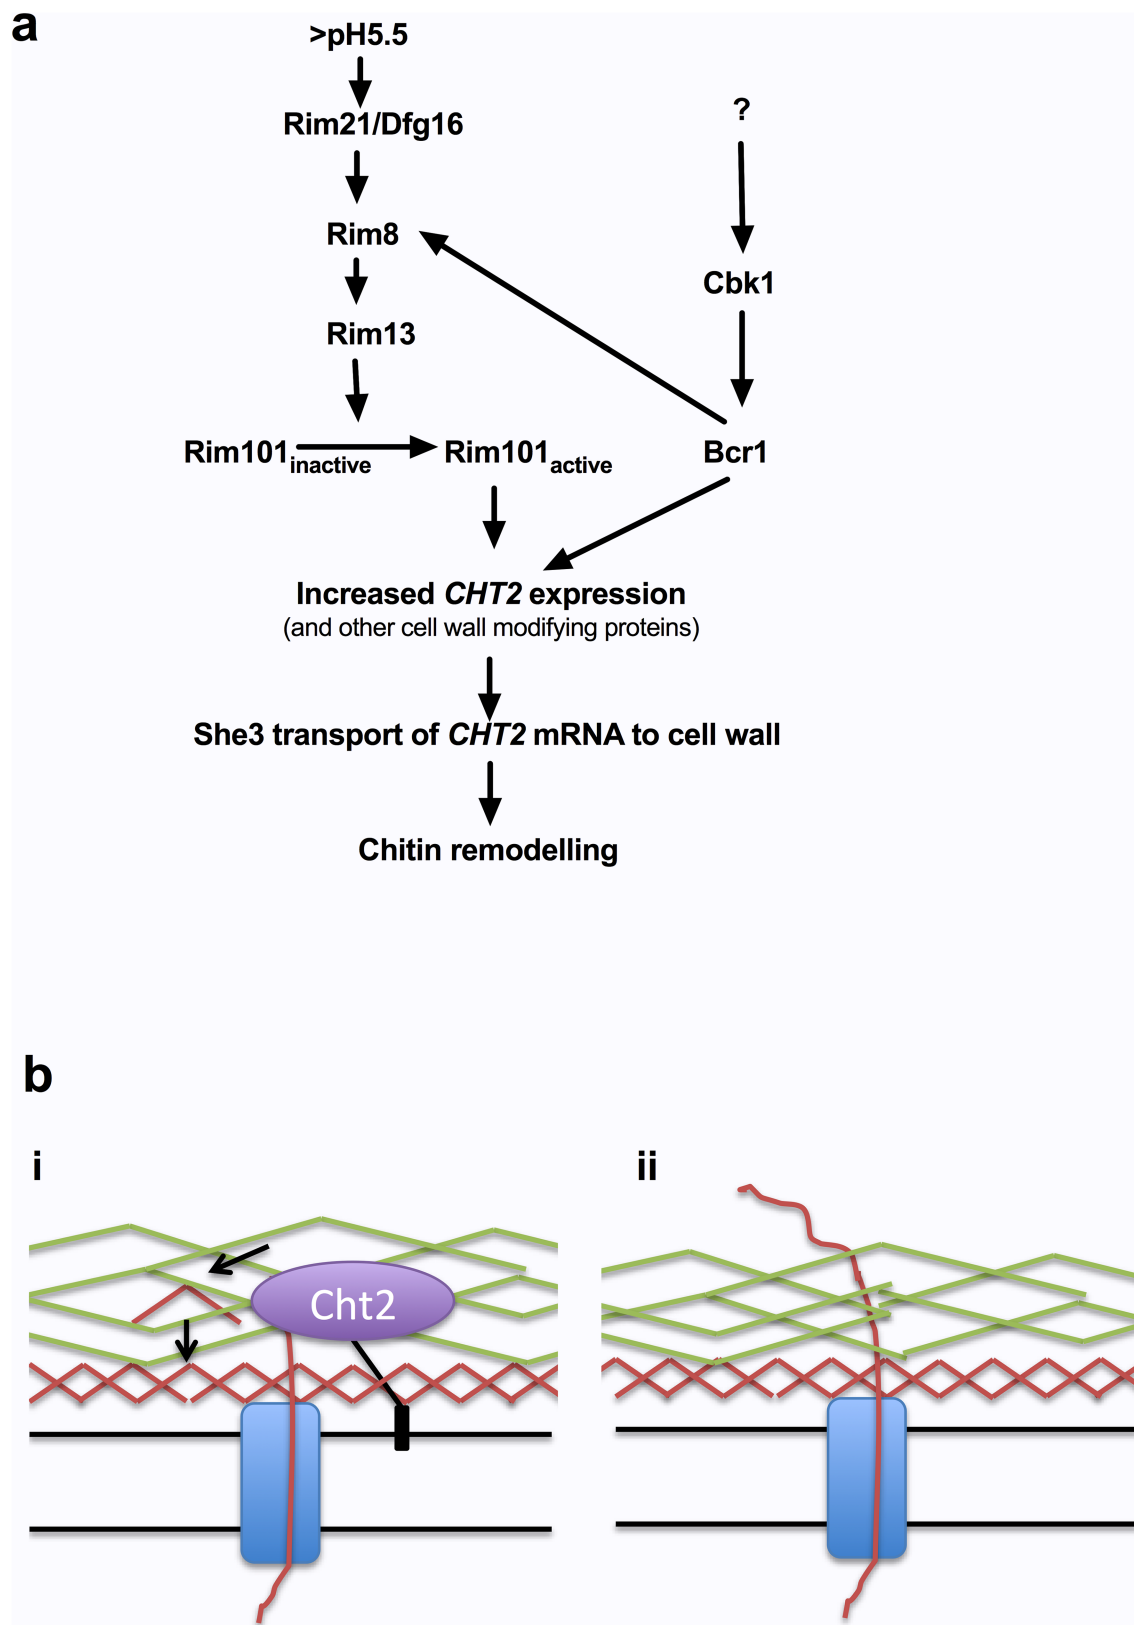 a
>pH5.5
Rim21/Dfg16
?
Rim8
Cbk1
Rim13
Rim101inactive Rim101active Bcr1
Increased CHT2 expression
(and other cell wall modifying proteins)
She3 transport of CHT2 mRNA to cell wall
Chitin remodelling
b
i ii
Cht2